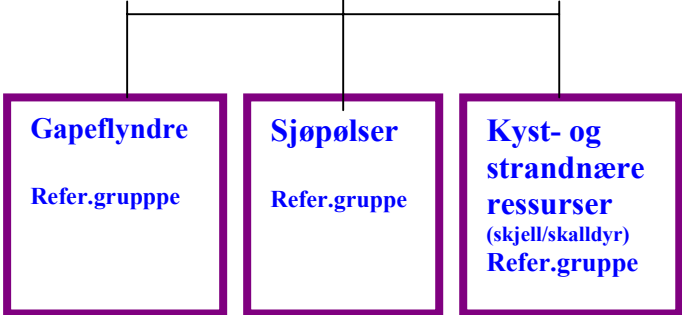 Gapeflyndre
Refer.grupppe
Sjøpølser
Refer.gruppe
Kyst- og
strandnære
ressurser
(skjell/skalldyr)
Refer.gruppe